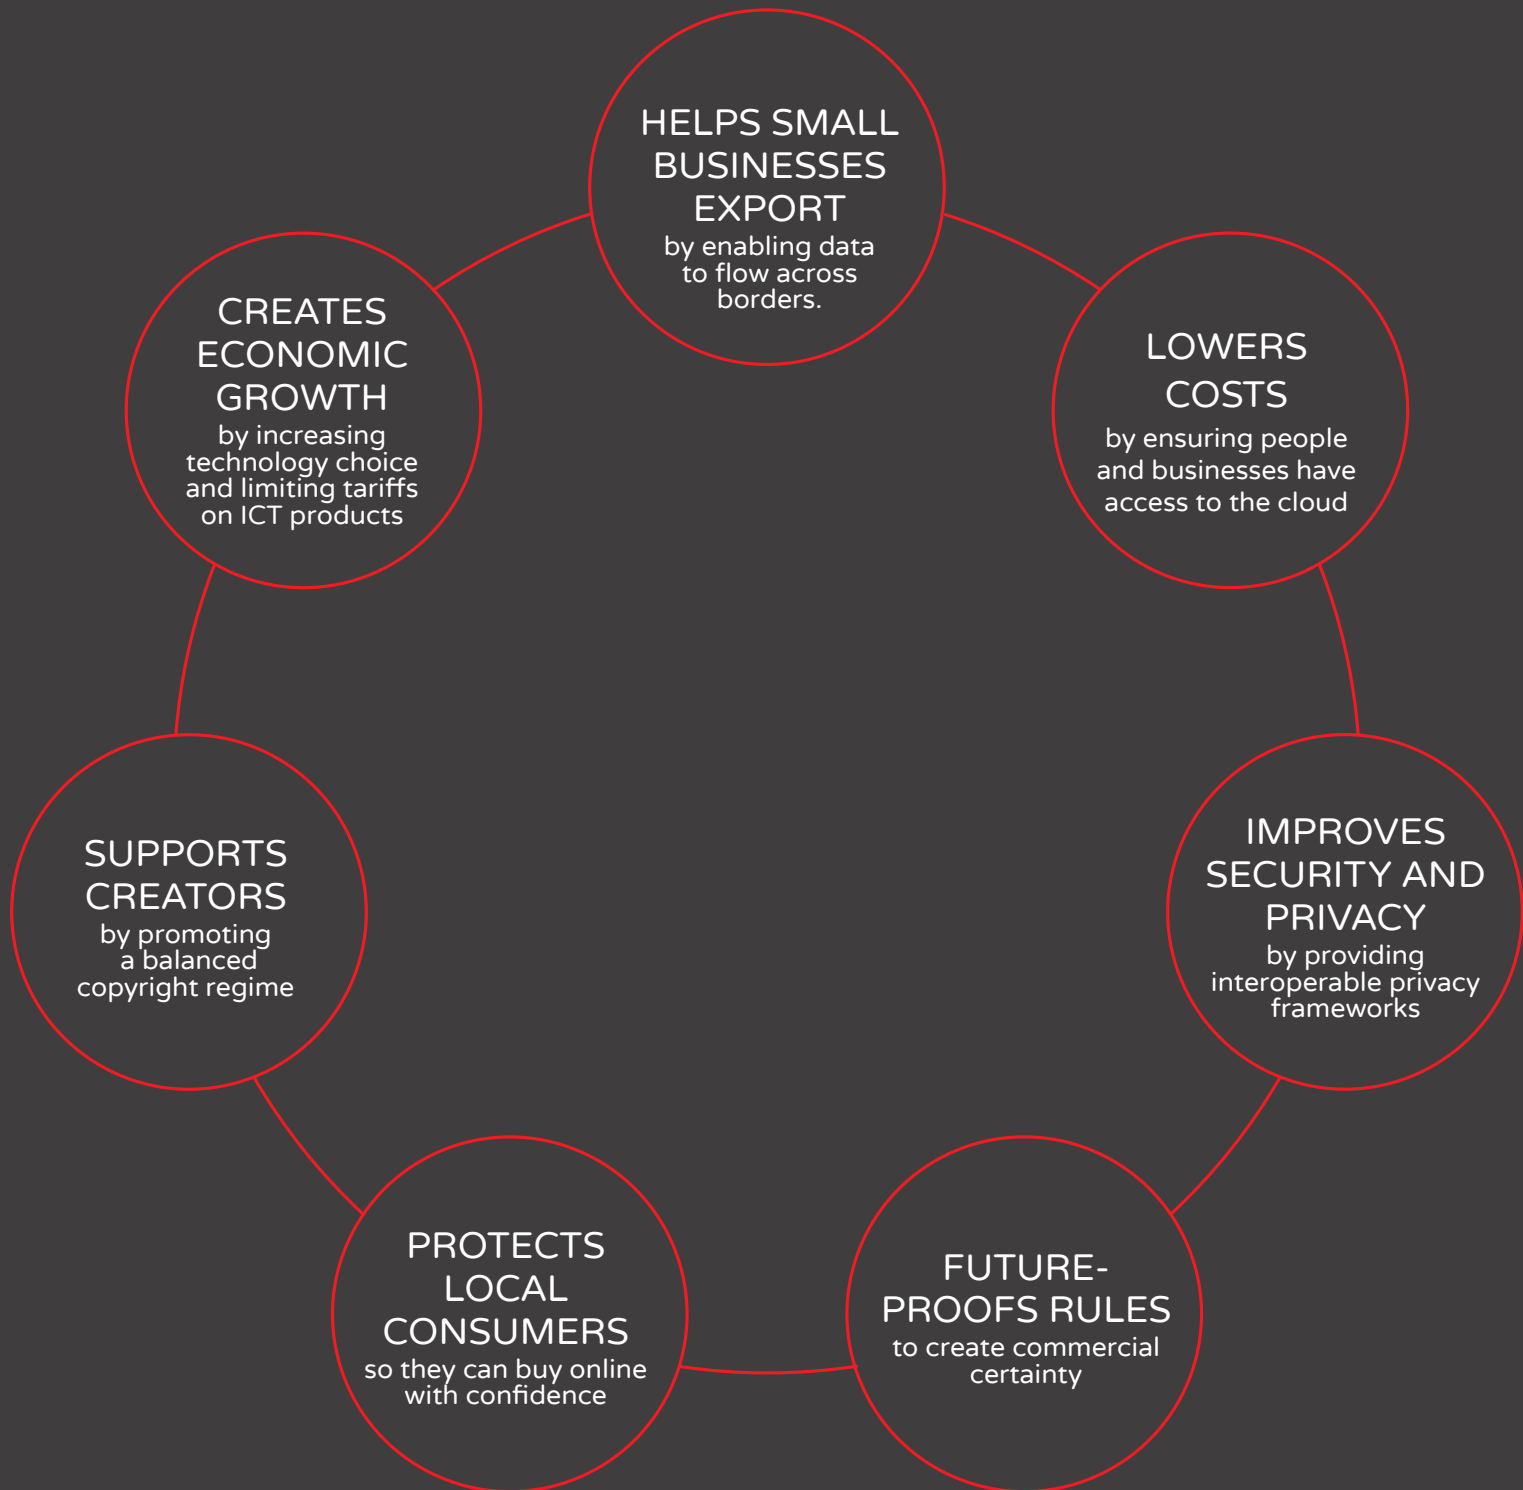 HELPS SMALL
BUSINESSES
EXPORT
by enabling data
to flow across
borders.
LOWERS
COSTS
by ensuring people
and businesses have
access to the cloud
IMPROVES
SECURITY AND
PRIVACY
by providing
interoperable privacy
frameworks
FUTURE-
PROOFS RULES
to create commercial
certainty
PROTECTS
LOCAL
CONSUMERS
so they can buy online
with confidence
SUPPORTS
CREATORS
by promoting
a balanced
copyright regime
CREATES
ECONOMIC
GROWTH
by increasing
technology choice
and limiting tariffs
on ICT products